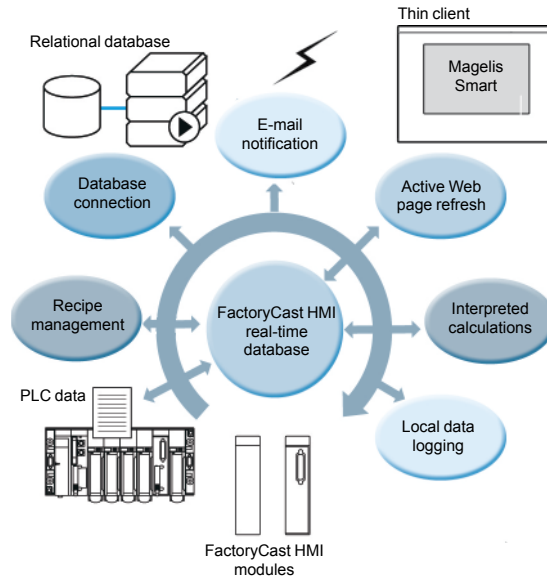 Thin client
Relational database
Magelis
Smart
E-mail
notification
Database
connection
Active Web
page refresh
Recipe
management
FactoryCast HMI
real-time
database
Interpreted
calculations
PLC data
Local data
logging
FactoryCast HMI
modules